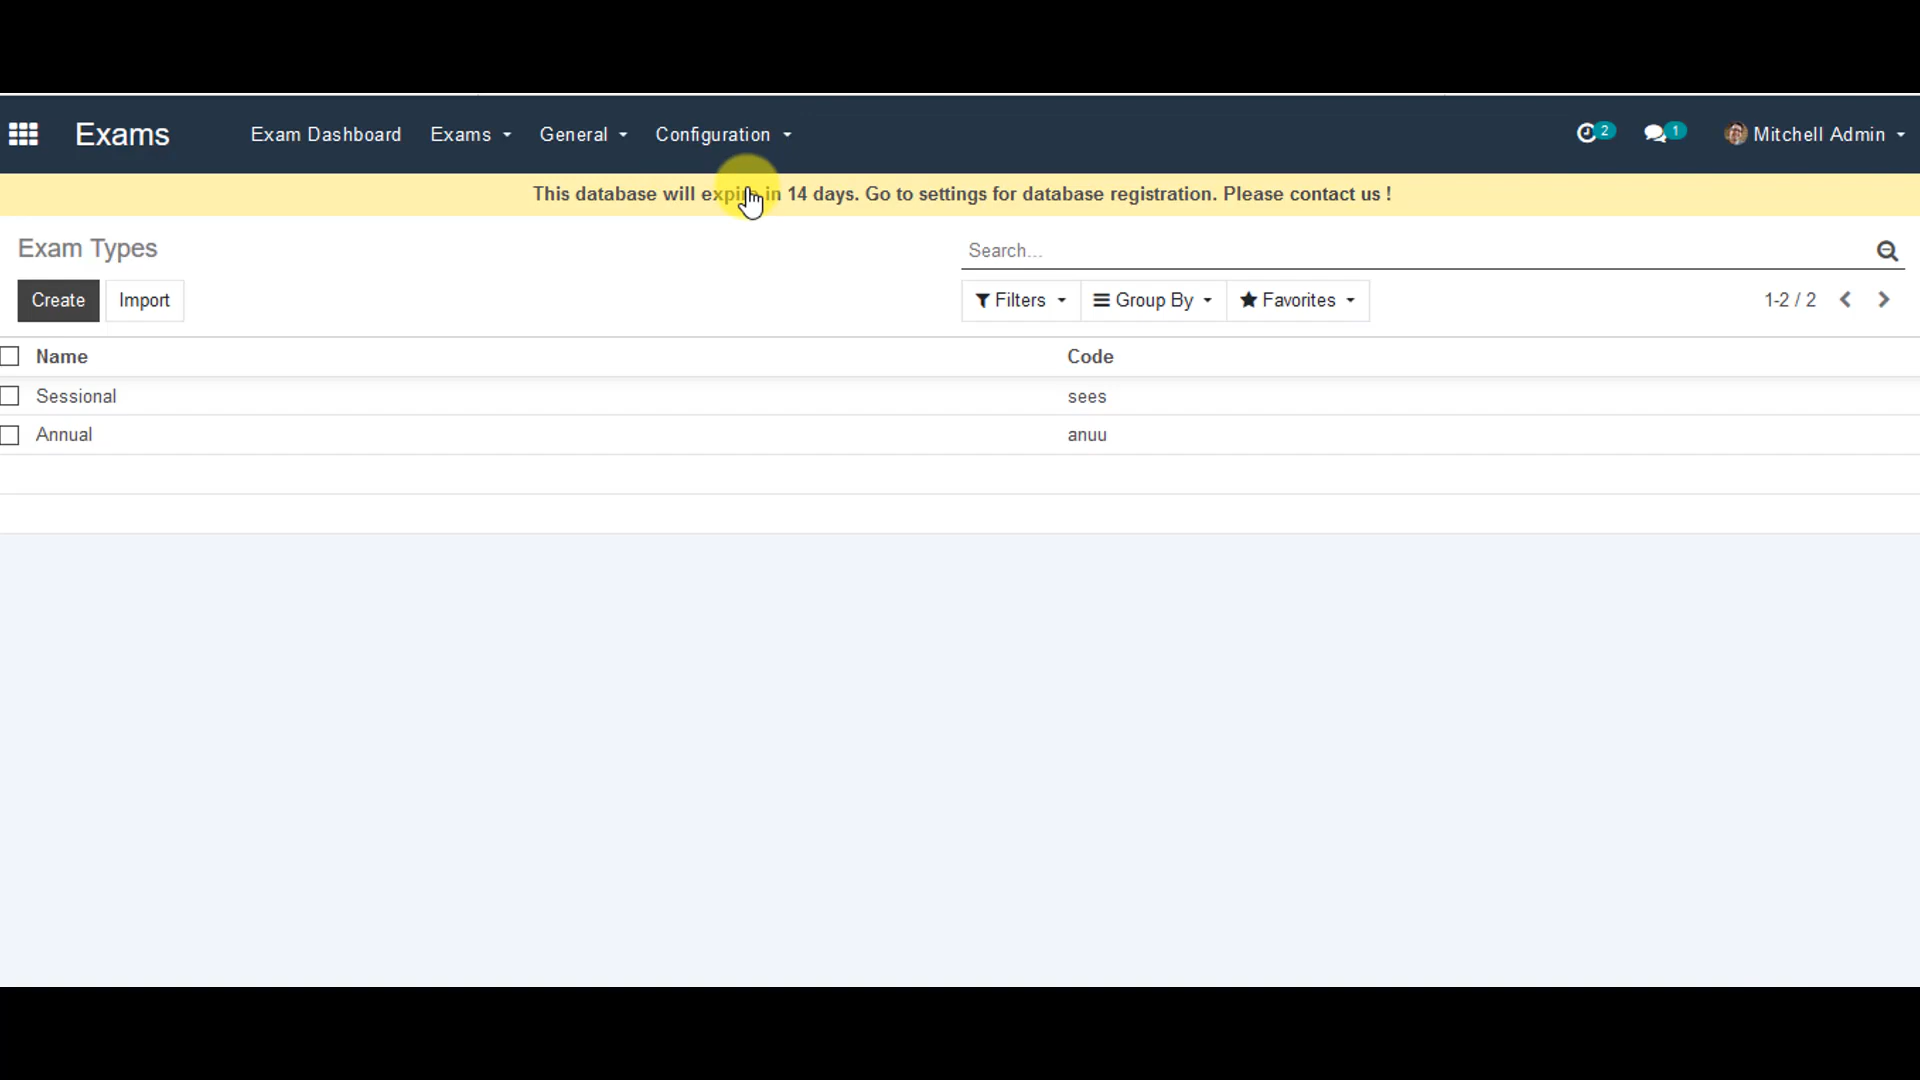 Exams Exam Dashboard Exams General Configuration 2 1 Mitchell Admin
This database will expire in 14 days. Go to settings for database registration. Please contact us !
Exam Types Search...
Create Import Filters Group By Favorites 1-2 / 2
Name Code
Sessional sees
Annual anuu